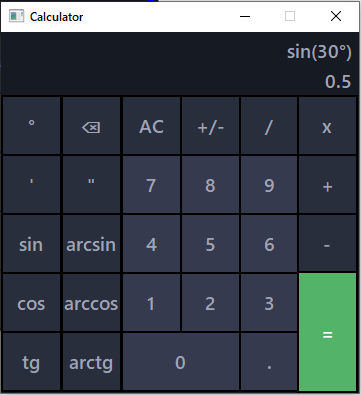 Calculator
sin(30°)
0.5
° AC +/- / x
' " 7 8 9 +
sin arcsin 4 5 6 -
cos arccos 1 2 3
=
tg arctg 0 .